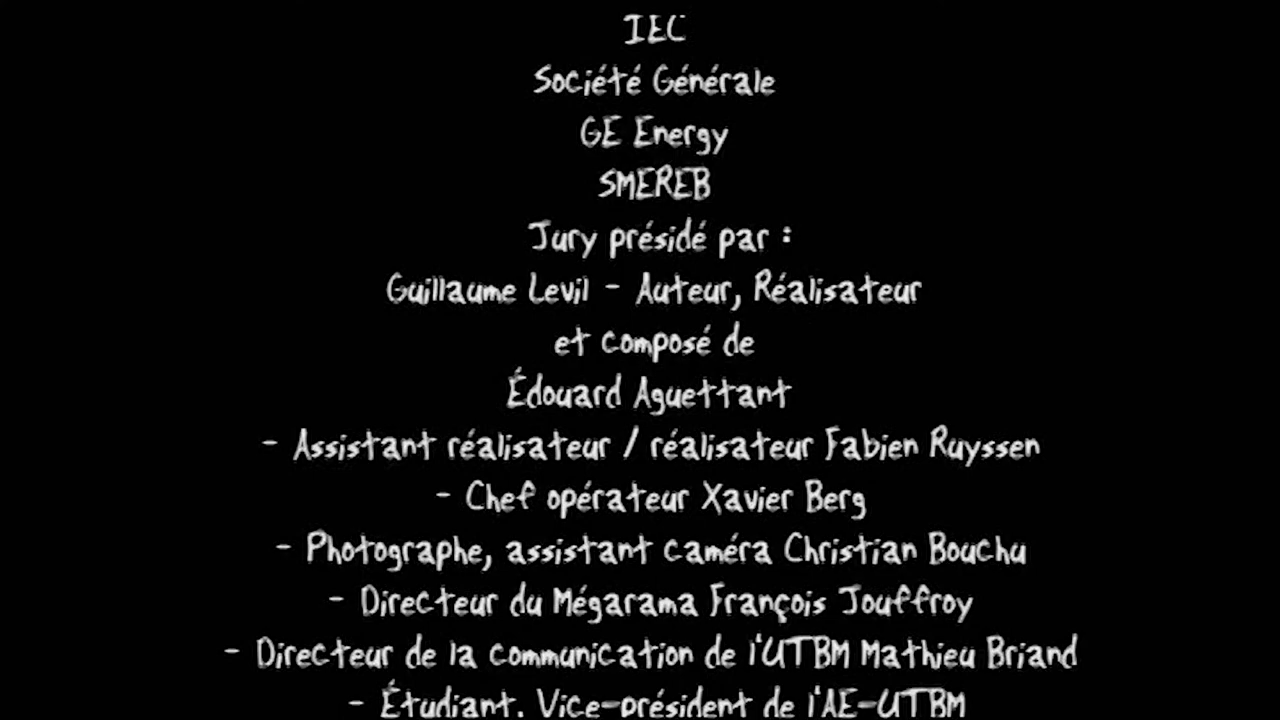 IEC
Société Générale
GE Energy
SMEREB
Jury présidé par :
Guillaume Levil - Auteur, Réalisateur
et composé de
Édouard Aguettant
- Assistant réalisateur / réalisateur Fabien Ruyssen
- Chef opérateur Xavier Berg
- Photographe, assistant caméra Christian Bouchu
- Directeur du Mégarama François Jouffroy
- Directeur de la communication de l'UTBM Mathieu Briand
- Étudiant, Vice-président de l'AE-UTBM